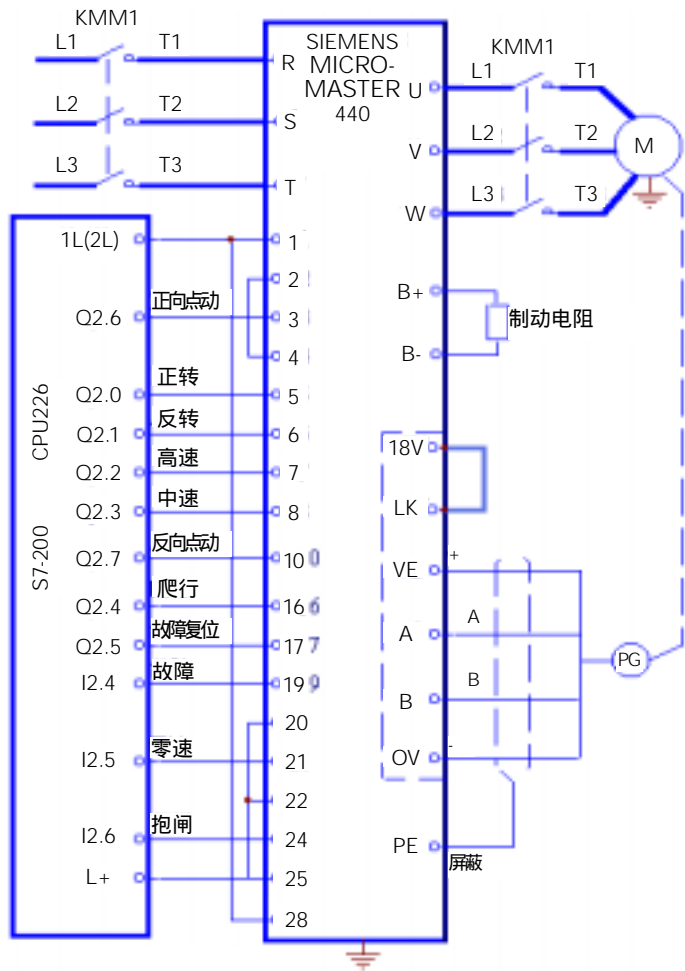 KMM1
L1 T1
L2 T2
L3 T3
SIEMENS
MICRO-
MASTER
440
R
S
T
U
V
W
KMM1
L1 T1
L2 T2
L3 T3
M
1L(2L) 1
2
Q2.6 正向点动 3
4
Q2.0 正转 5
Q2.1 反转 6
Q2.2 高速 7
Q2.3 中速 8
Q2.7 反向点动 10
Q2.4 爬行 16
Q2.5 故障复位 17
I2.4 故障 19
20
I2.5 零速 21
22
I2.6 抱闸 24
L+ 25
28
S7-200 CPU226
B+
制动电阻
B-
18V
LK
VE +
A A
B B
OV -
PE
屏蔽
PG